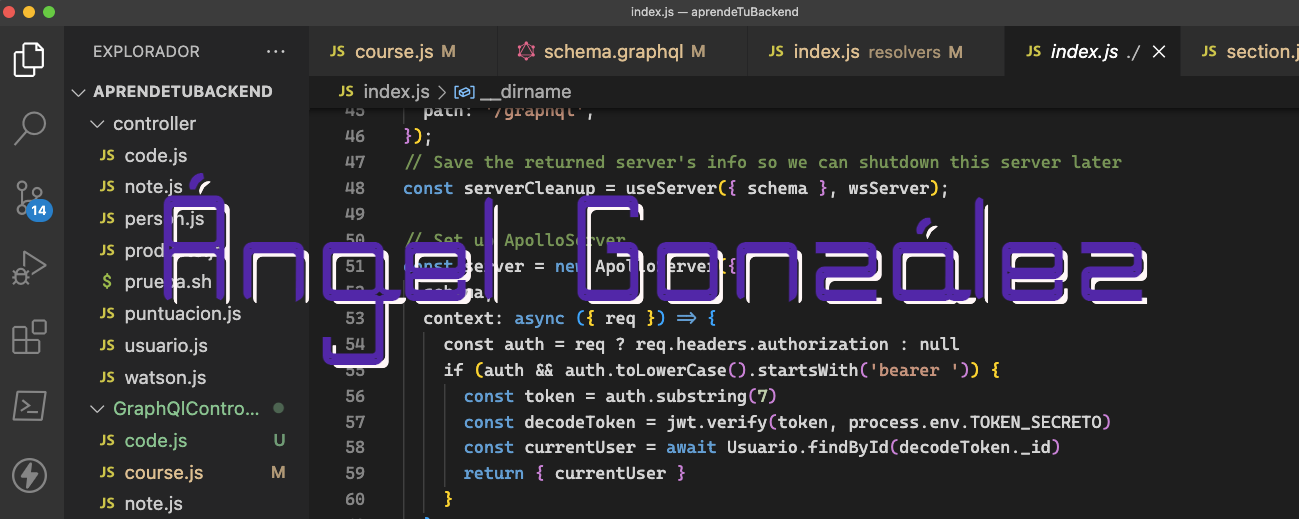 index.js — aprendeTuBackend
EXPLORADOR ···
APRENDETUBACKEND
controller
JS code.js
JS note.js
JS person.js
JS
$ prueba.sh
JS puntuacion.js
JS usuario.js
JS watson.js
GraphQlContro...
JS code.js U
JS course.js M
JS note.js
14
JS course.js M
schema.graphql M
JS index.js resolvers M
JS index.js ./
JS section.j
JS index.js > __dirname
45 path: '/graphql',
46 });
47 // Save the returned server's info so we can shutdown this server later
48 const serverCleanup = useServer({ schema }, wsServer);
49
50 // Set up ApolloServer
51 const server = new ApolloServer({
52 schema,
53 context: async ({ req }) => {
54 const auth = req ? req.headers.authorization : null
55 if (auth && auth.toLowerCase().startsWith('bearer ')) {
56 const token = auth.substring(7)
57 const decodeToken = jwt.verify(token, process.env.TOKEN_SECRETO)
58 const currentUser = await Usuario.findById(decodeToken._id)
59 return { currentUser }
60 }
Ángel González